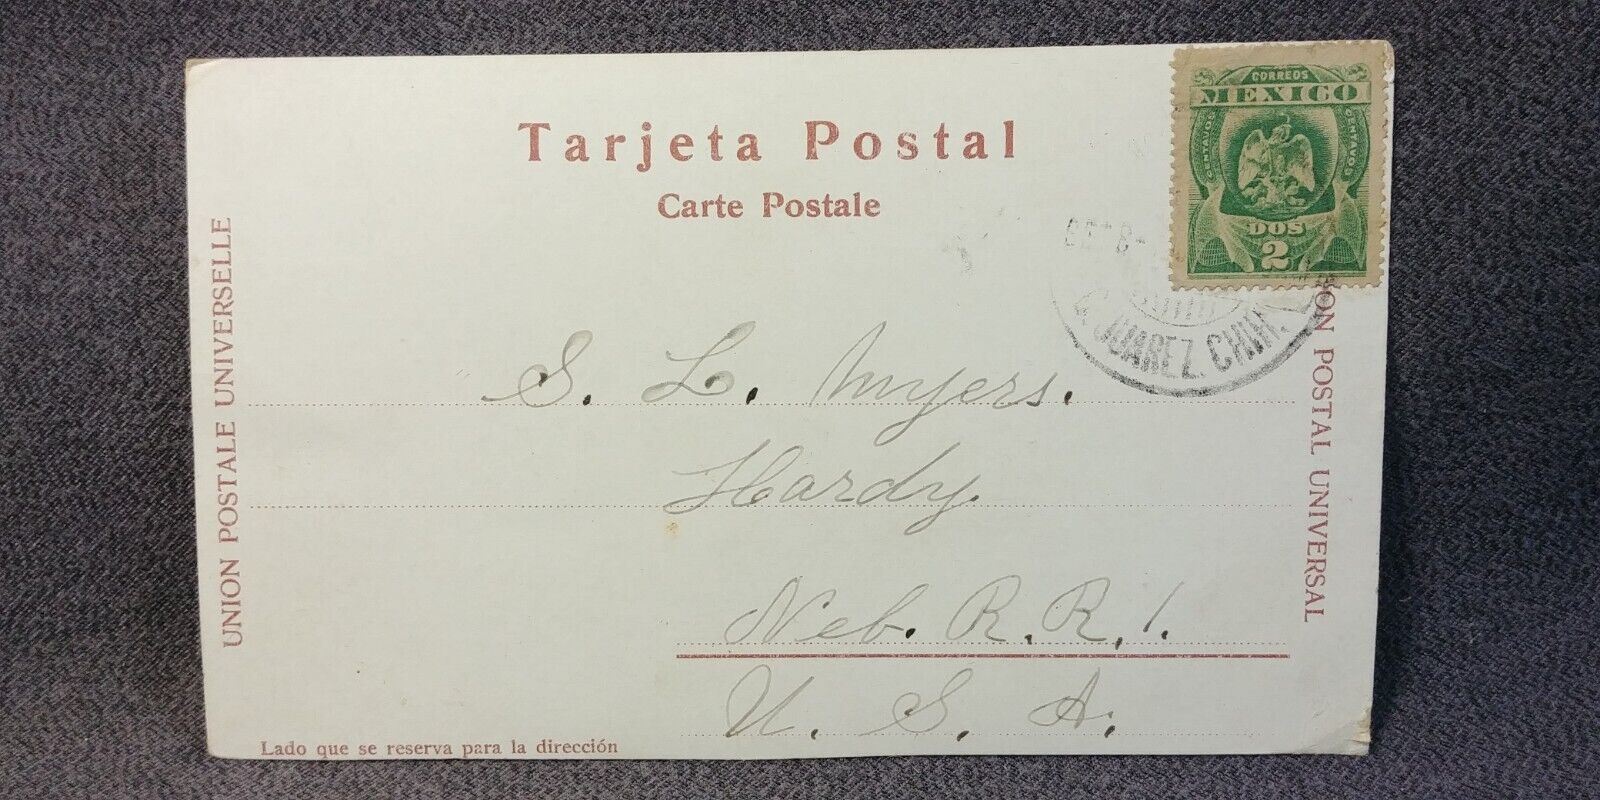 CORREOS
MEXICO
CENTAVOS
CENTAVOS
DOS
2
Tarjeta Postal
Carte Postale
UNION POSTALE UNIVERSELLE
C. JUAREZ. CHIH.
S. L. Myers.
Hardy.
Neb. R. R. 1.
U. S. A.
ION POSTAL UNIVERSAL
Lado que se reserva para la dirección